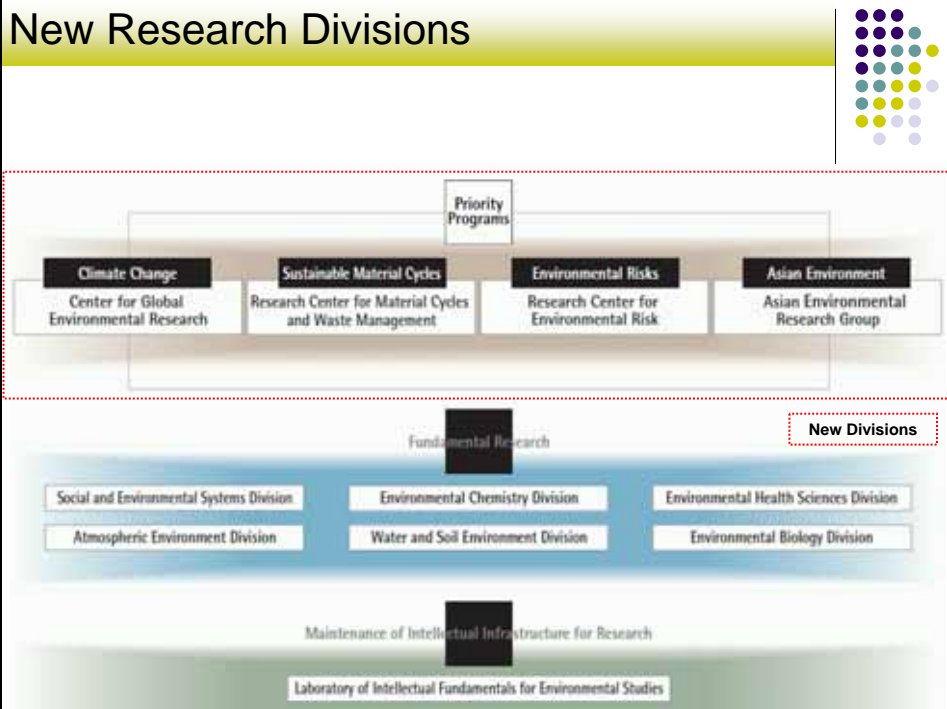 New Research Divisions
Priority
Programs
Climate Change
Center for Global
Environmental Research
Sustainable Material Cycles
Research Center for Material Cycles
and Waste Management
Environmental Risks
Research Center for
Environmental Risk
Asian Environment
Asian Environmental
Research Group
New Divisions
Fundamental Research
Social and Environmental Systems Division
Environmental Chemistry Division
Environmental Health Sciences Division
Atmospheric Environment Division
Water and Soil Environment Division
Environmental Biology Division
Maintenance of Intellectual Infrastructure for Research
Laboratory of Intellectual Fundamentals for Environmental Studies